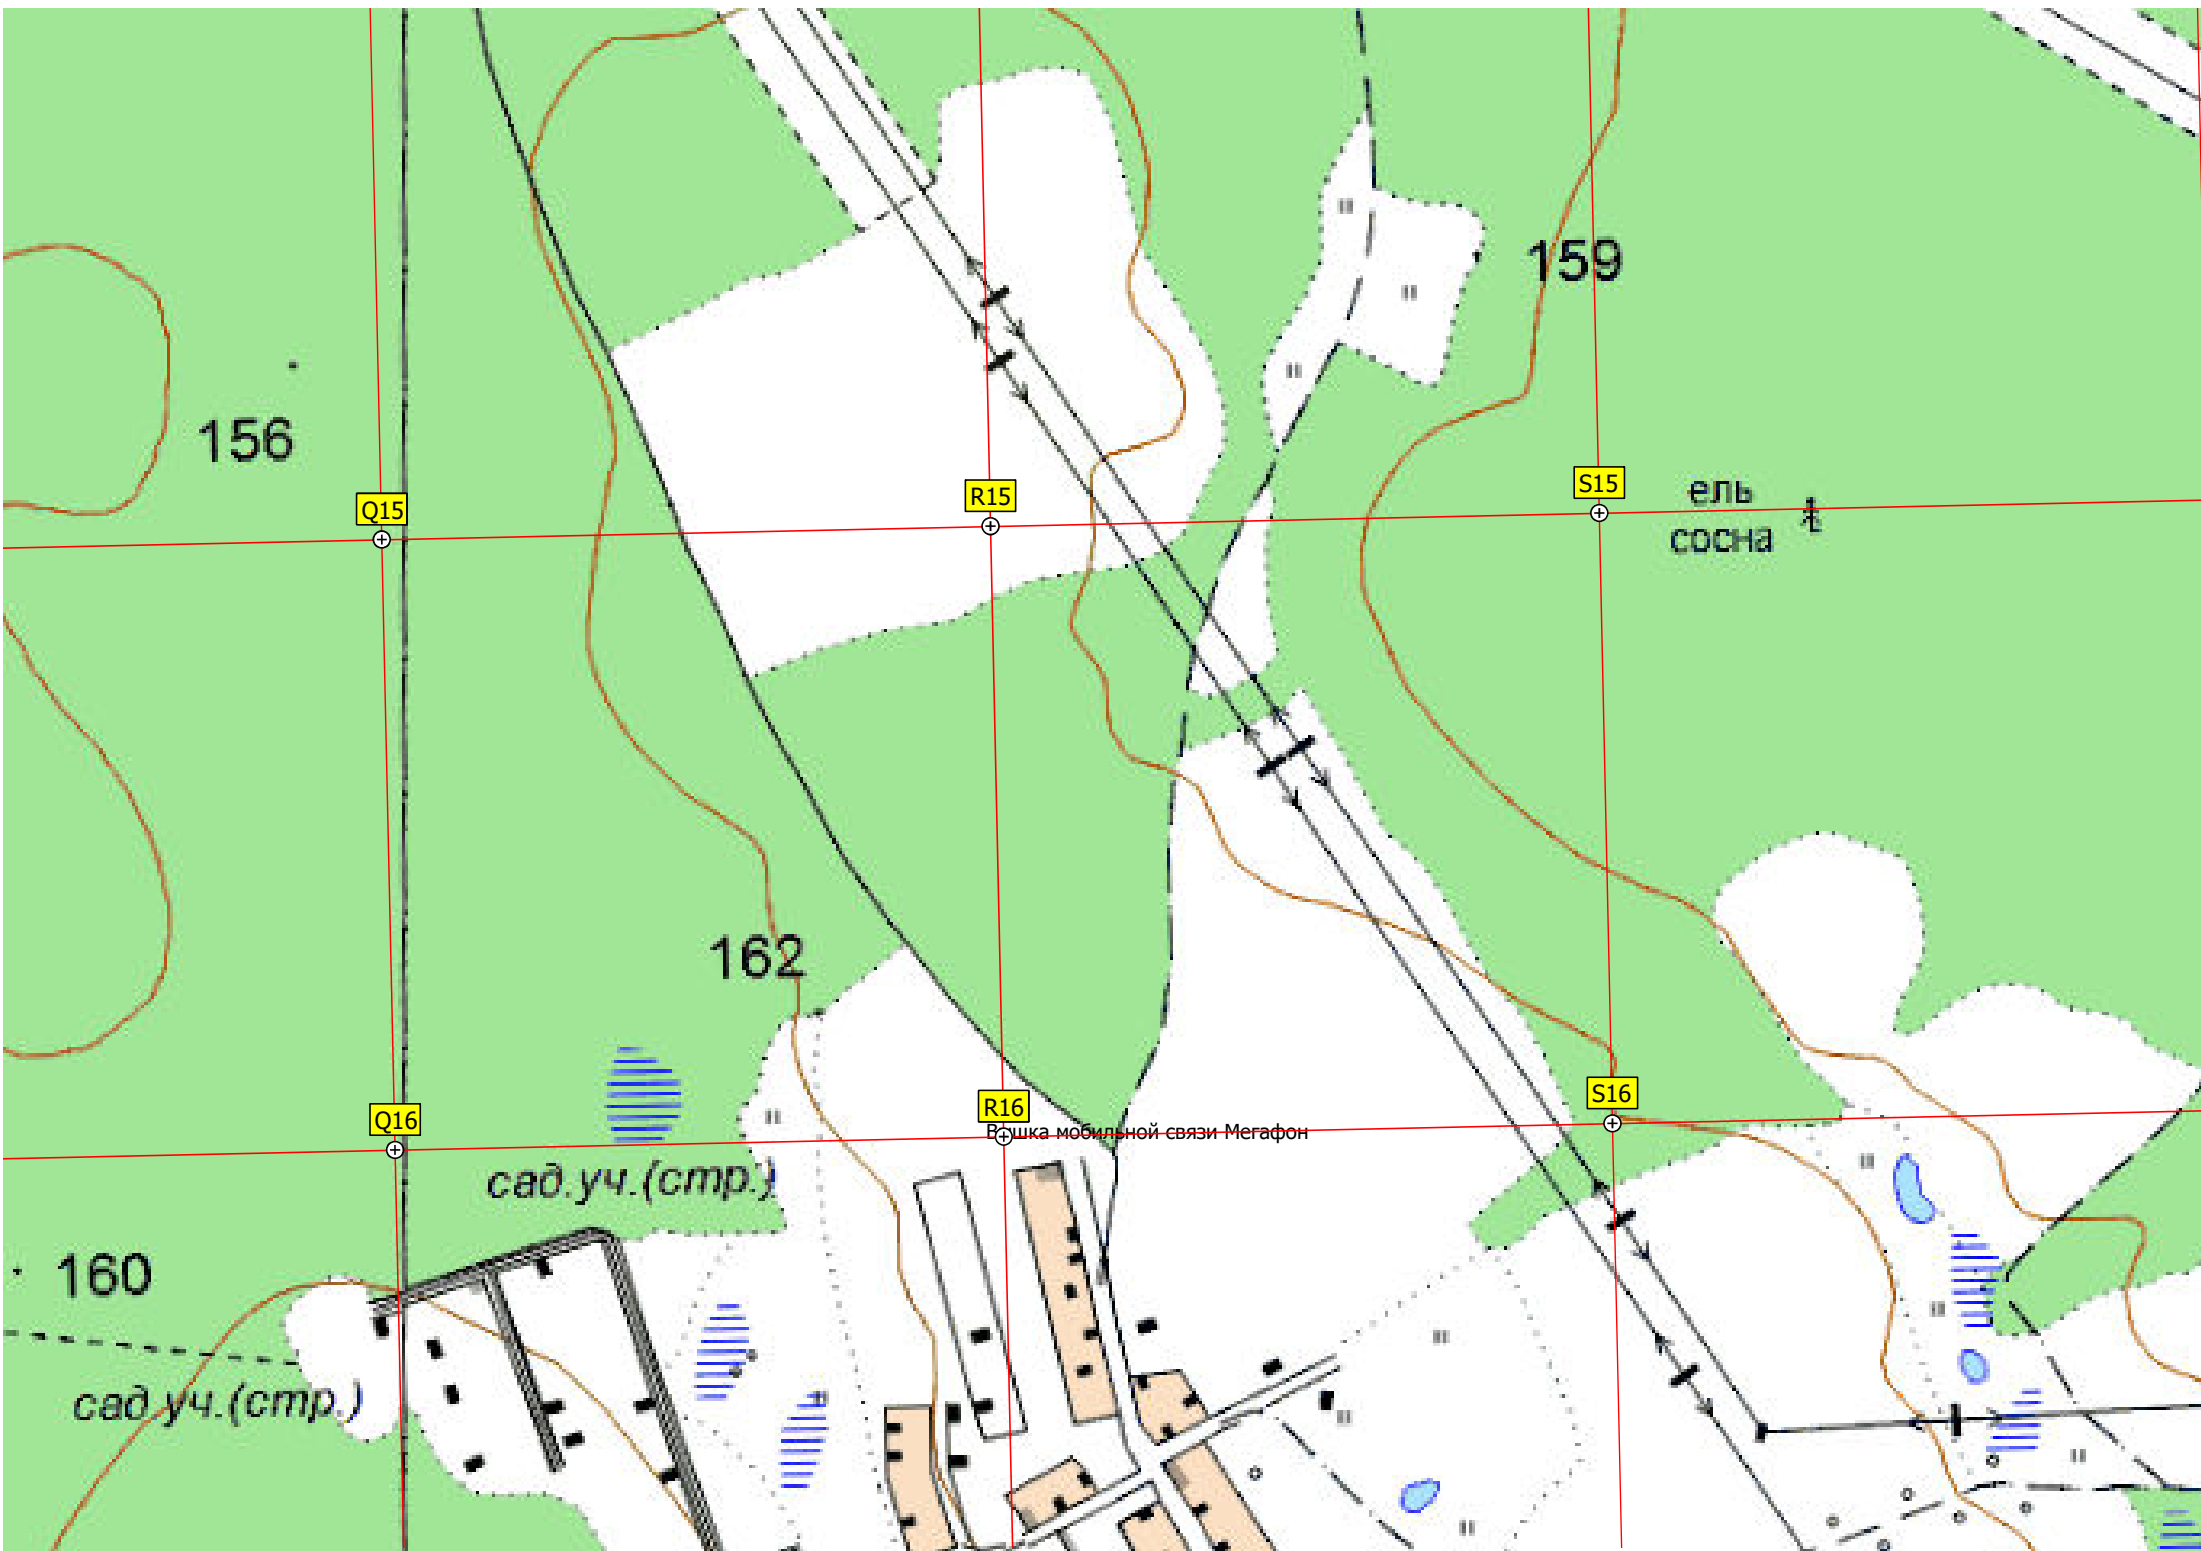 159
156
Q15
R15
S15
ель
сосна
162
Q16
R16
S16
Вышка мобильной связи Мегафон
сад.уч.(стр.)
160
сад.уч.(стр.)